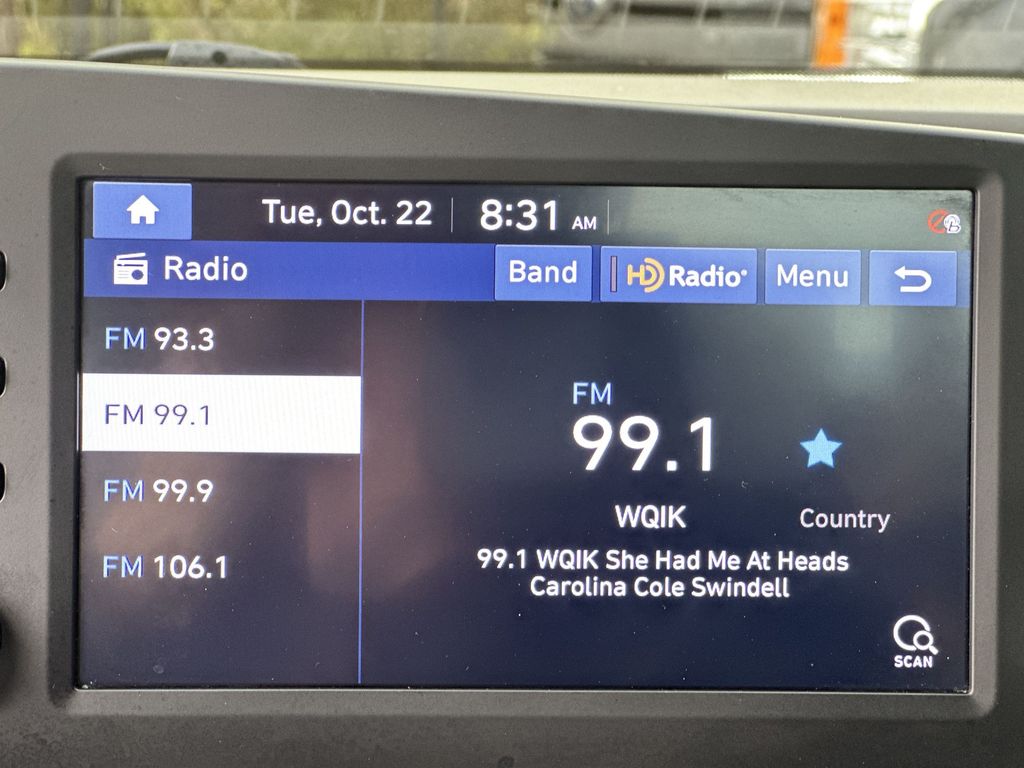 Tue, Oct. 22 8:31 AM
Radio Band HD Radio Menu
FM 93.3
FM 99.1
FM 99.9
FM 106.1
FM
99.1
WQIK Country
99.1 WQIK She Had Me At Heads
Carolina Cole Swindell
SCAN